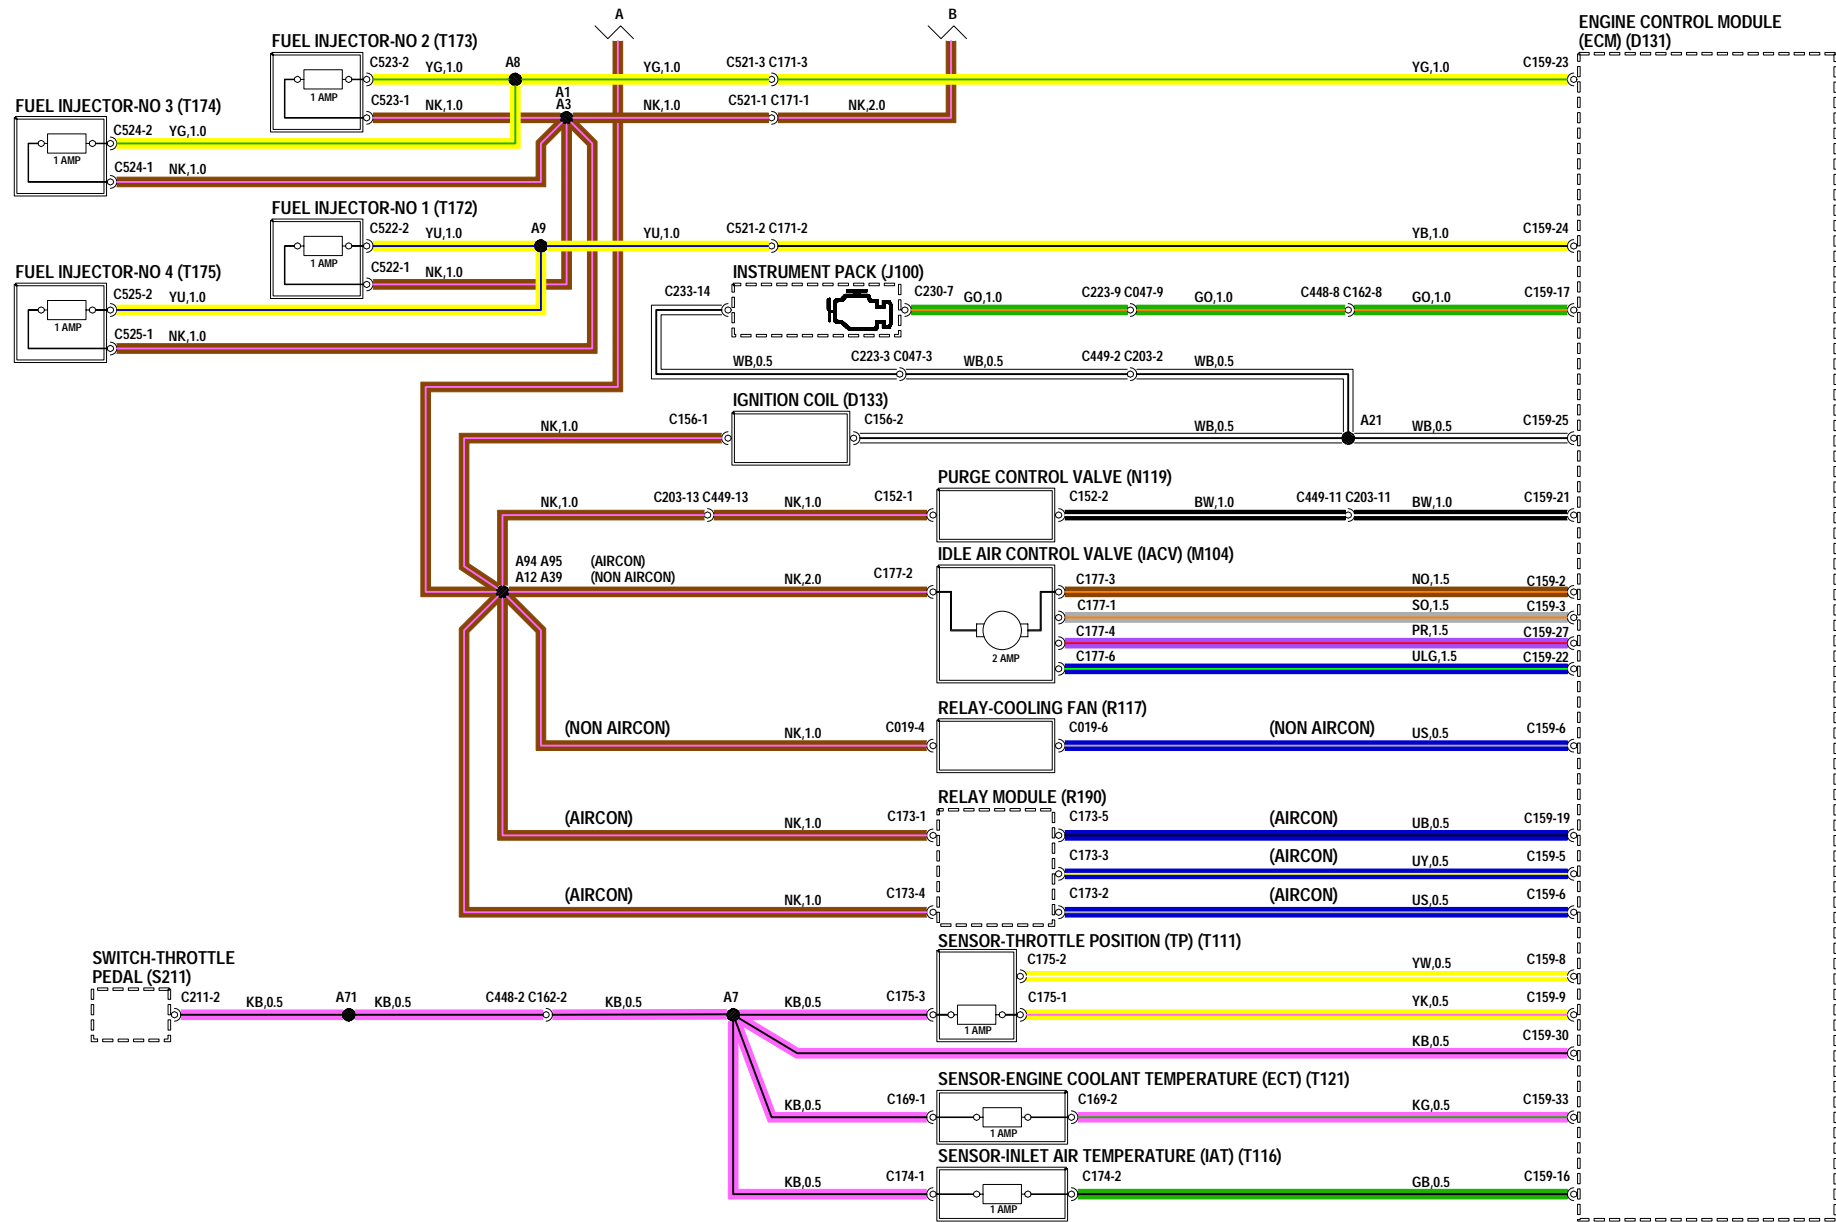 A
B
ENGINE CONTROL MODULE
(ECM) (D131)
FUEL INJECTOR-NO 2 (T173)
C523-2 YG,1.0 A8 YG,1.0 C521-3 C171-3 YG,1.0 C159-23
1 AMP
A1
A3
C523-1 NK,1.0 NK,1.0 C521-1 C171-1 NK,2.0
FUEL INJECTOR-NO 3 (T174)
C524-2 YG,1.0
1 AMP
C524-1 NK,1.0
FUEL INJECTOR-NO 1 (T172)
C522-2 YU,1.0 A9 YU,1.0 C521-2 C171-2 YB,1.0 C159-24
1 AMP
C522-1 NK,1.0
FUEL INJECTOR-NO 4 (T175)
C525-2 YU,1.0
1 AMP
C525-1 NK,1.0
INSTRUMENT PACK (J100)
C233-14 C230-7 GO,1.0 C223-9 C047-9 GO,1.0 C448-8 C162-8 GO,1.0 C159-17
WB,0.5 C223-3 C047-3 WB,0.5 C449-2 C203-2 WB,0.5
IGNITION COIL (D133)
NK,1.0 C156-1 C156-2 WB,0.5 A21 WB,0.5 C159-25
PURGE CONTROL VALVE (N119)
NK,1.0 C203-13 C449-13 NK,1.0 C152-1 C152-2 BW,1.0 C449-11 C203-11 BW,1.0 C159-21
IDLE AIR CONTROL VALVE (IACV) (M104)
A94 A95 (AIRCON)
A12 A39 (NON AIRCON) NK,2.0 C177-2 C177-3 NO,1.5 C159-2
C177-1 SO,1.5 C159-3
C177-4 PR,1.5 C159-27
2 AMP C177-6 ULG,1.5 C159-22
RELAY-COOLING FAN (R117)
(NON AIRCON) NK,1.0 C019-4 C019-6 (NON AIRCON) US,0.5 C159-6
RELAY MODULE (R190)
(AIRCON) NK,1.0 C173-1 C173-5 (AIRCON) UB,0.5 C159-19
C173-3 (AIRCON) UY,0.5 C159-5
(AIRCON) NK,1.0 C173-4 C173-2 (AIRCON) US,0.5 C159-6
SENSOR-THROTTLE POSITION (TP) (T111)
C175-2 YW,0.5 C159-8
SWITCH-THROTTLE
PEDAL (S211)
C211-2 KB,0.5 A71 KB,0.5 C448-2 C162-2 KB,0.5 A7 KB,0.5 C175-3 C175-1 YK,0.5 C159-9
1 AMP
KB,0.5 C159-30
SENSOR-ENGINE COOLANT TEMPERATURE (ECT) (T121)
KB,0.5 C169-1 C169-2 KG,0.5 C159-33
1 AMP
SENSOR-INLET AIR TEMPERATURE (IAT) (T116)
KB,0.5 C174-1 C174-2 GB,0.5 C159-16
1 AMP